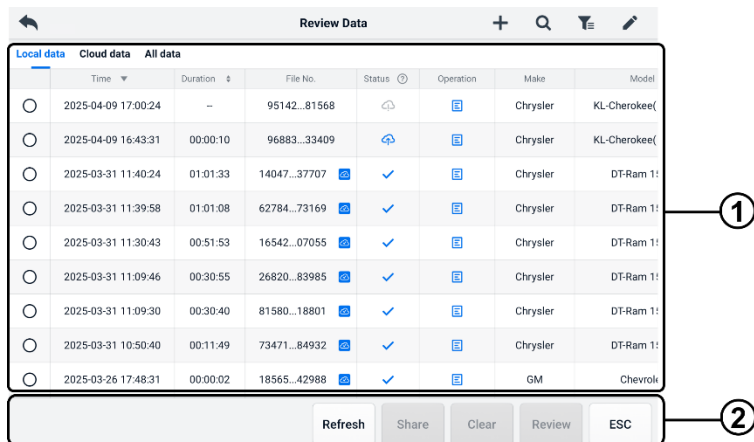 Review Data
Local data Cloud data All data
Time Duration File No. Status ? Operation Make Model
2025-04-09 17:00:24 -- 95142...81568 Chrysler KL-Cherokee(
2025-04-09 16:43:31 00:00:10 96883...33409 Chrysler KL-Cherokee(
2025-03-31 11:40:24 01:01:33 14047...37707 Chrysler DT-Ram
2025-03-31 11:39:58 01:01:08 62784...73169 Chrysler DT-Ram
2025-03-31 11:30:43 00:51:53 16542...07055 Chrysler DT-Ram
2025-03-31 11:09:46 00:30:55 26820...83985 Chrysler DT-Ram
2025-03-31 11:09:30 00:30:40 81580...18801 Chrysler DT-Ram
2025-03-31 10:50:40 00:11:49 73471...84932 Chrysler DT-Ram
2025-03-26 17:48:31 00:00:02 18565...42988 GM
1
Refresh Share Clear Review ESC
2